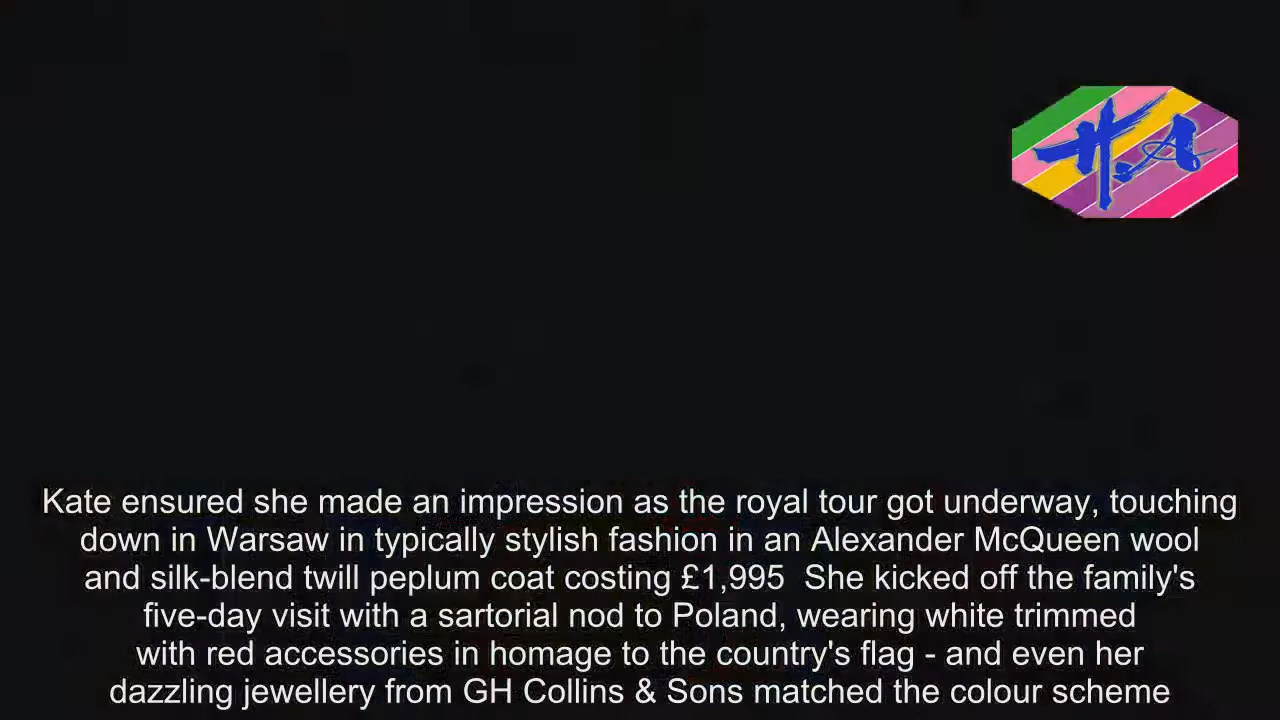 H.A
Kate ensured she made an impression as the royal tour got underway, touching
down in Warsaw in typically stylish fashion in an Alexander McQueen wool
and silk-blend twill peplum coat costing £1,995  She kicked off the family's
five-day visit with a sartorial nod to Poland, wearing white trimmed
with red accessories in homage to the country's flag - and even her
dazzling jewellery from GH Collins & Sons matched the colour scheme